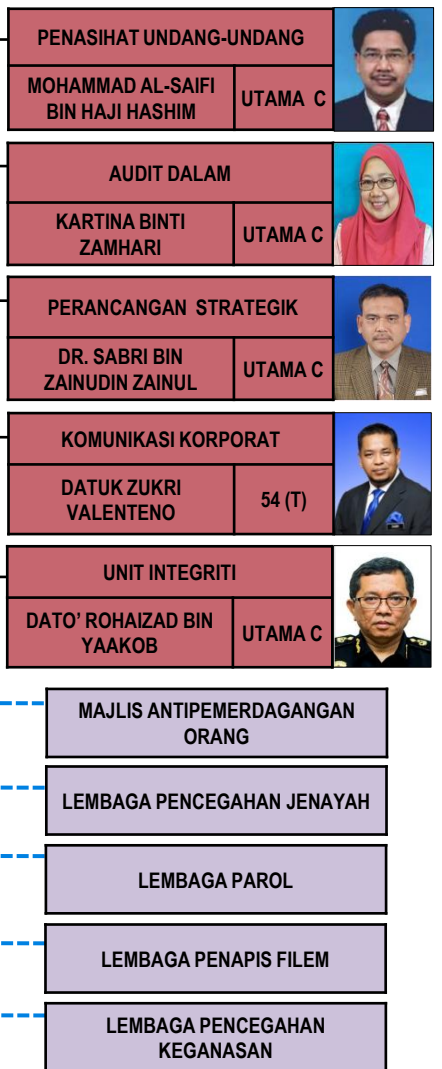 PENASIHAT UNDANG-UNDANG
MOHAMMAD AL-SAIFI
BIN HAJI HASHIM
UTAMA C
AUDIT DALAM
KARTINA BINTI
ZAMHARI
UTAMA C
PERANCANGAN STRATEGIK
DR. SABRI BIN
ZAINUDIN ZAINUL
UTAMA C
KOMUNIKASI KORPORAT
DATUK ZUKRI
VALENTENO
54 (T)
UNIT INTEGRITI
DATO’ ROHAIZAD BIN
YAAKOB
UTAMA C
MAJLIS ANTIPEMERDAGANGAN
ORANG
LEMBAGA PENCEGAHAN JENAYAH
LEMBAGA PAROL
LEMBAGA PENAPIS FILEM
LEMBAGA PENCEGAHAN
KEGANASAN